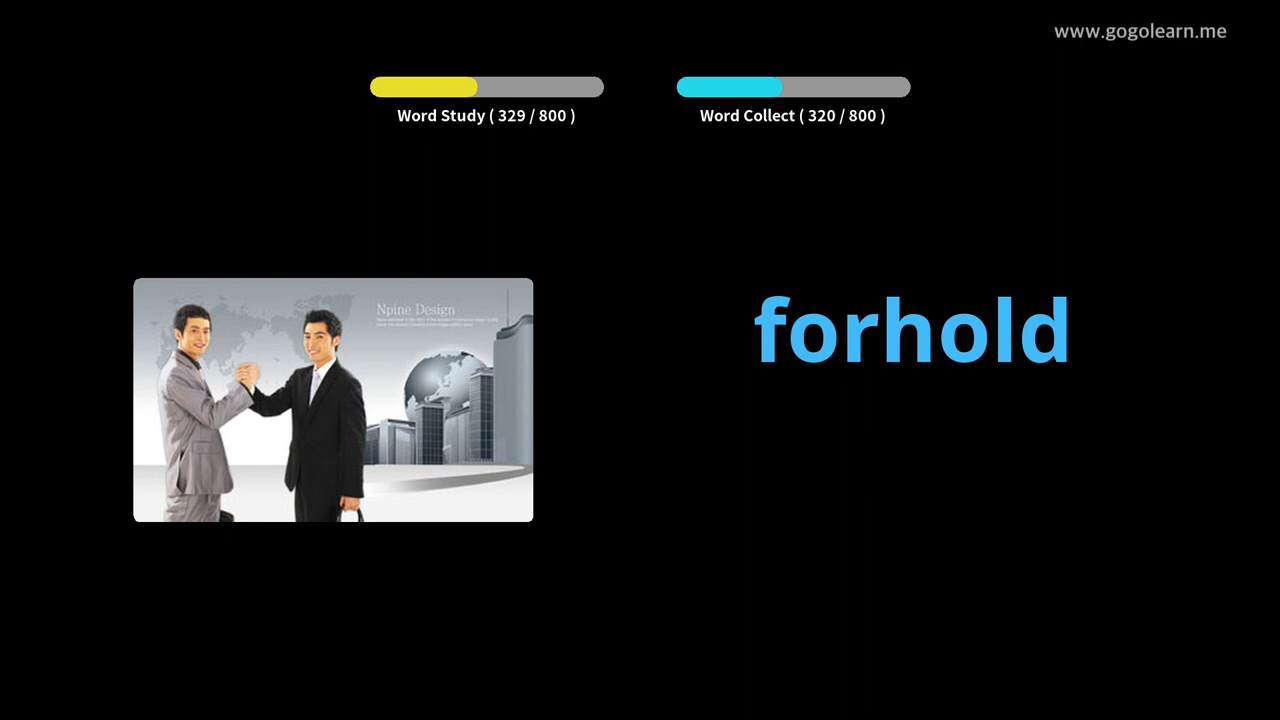 www.gogolearn.me
Word Study ( 329 / 800 )
Word Collect ( 320 / 800 )
Npine Design
forhold